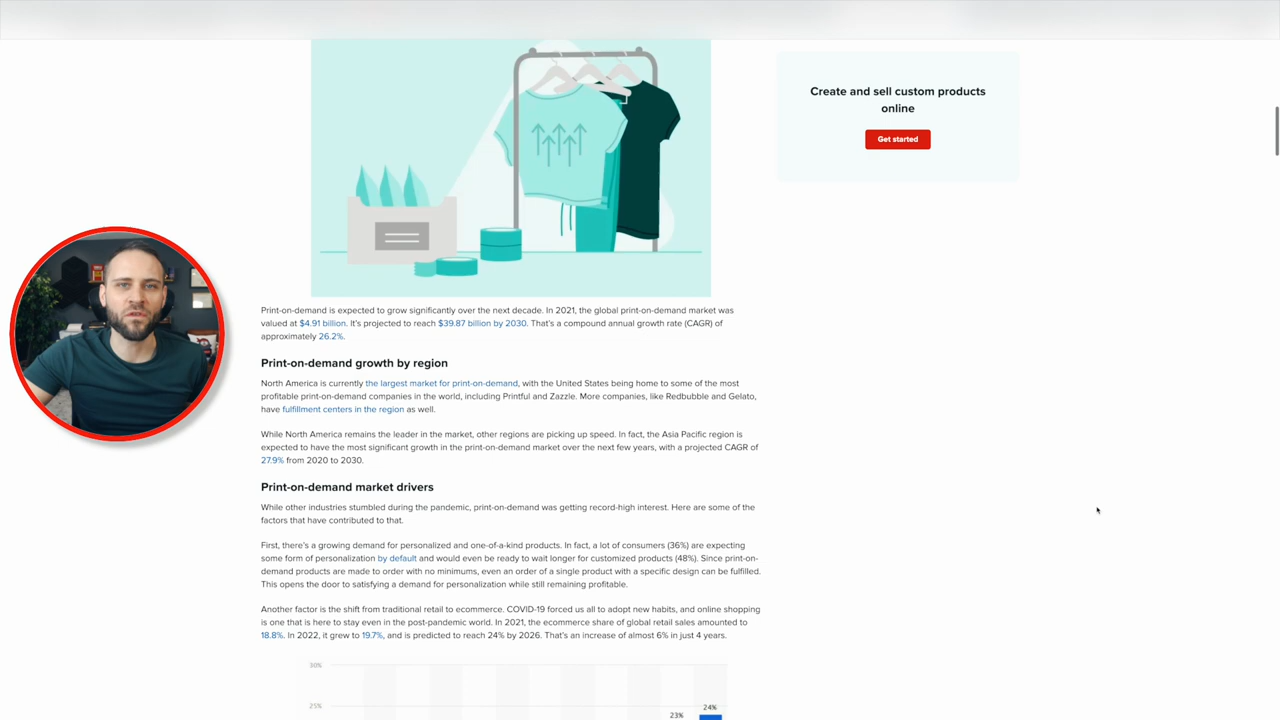 Create and sell custom products
online
Get started
Print-on-demand is expected to grow significantly over the next decade. In 2021, the global print-on-demand market was
valued at $4.91 billion. It's projected to reach $39.87 billion by 2030. That's a compound annual growth rate (CAGR) of
approximately 26.2%.
Print-on-demand growth by region
North America is currently the largest market for print-on-demand, with the United States being home to some of the most
profitable print-on-demand companies in the world, including Printful and Zazzle. More companies, like Redbubble and Gelato,
have fulfillment centers in the region as well.
While North America remains the leader in the market, other regions are picking up speed. In fact, the Asia Pacific region is
expected to have the most significant growth in the print-on-demand market over the next few years, with a projected CAGR of
27.9% from 2020 to 2030.
Print-on-demand market drivers
While other industries stumbled during the pandemic, print-on-demand was getting record-high interest. Here are some of the
factors that have contributed to that.
First, there's a growing demand for personalized and one-of-a-kind products. In fact, a lot of consumers (36%) are expecting
some form of personalization by default and would even be ready to wait longer for customized products (48%). Since print-on-
demand products are made to order with no minimums, even an order of a single product with a specific design can be fulfilled.
This opens the door to satisfying a demand for personalization while still remaining profitable.
Another factor is the shift from traditional retail to ecommerce. COVID-19 forced us all to adopt new habits, and online shopping
is one that is here to stay even in the post-pandemic world. In 2021, the ecommerce share of global retail sales amounted to
18.8%. In 2022, it grew to 19.7%, and is predicted to reach 24% by 2026. That's an increase of almost 6% in just 4 years.
30%
25%
24%
23%